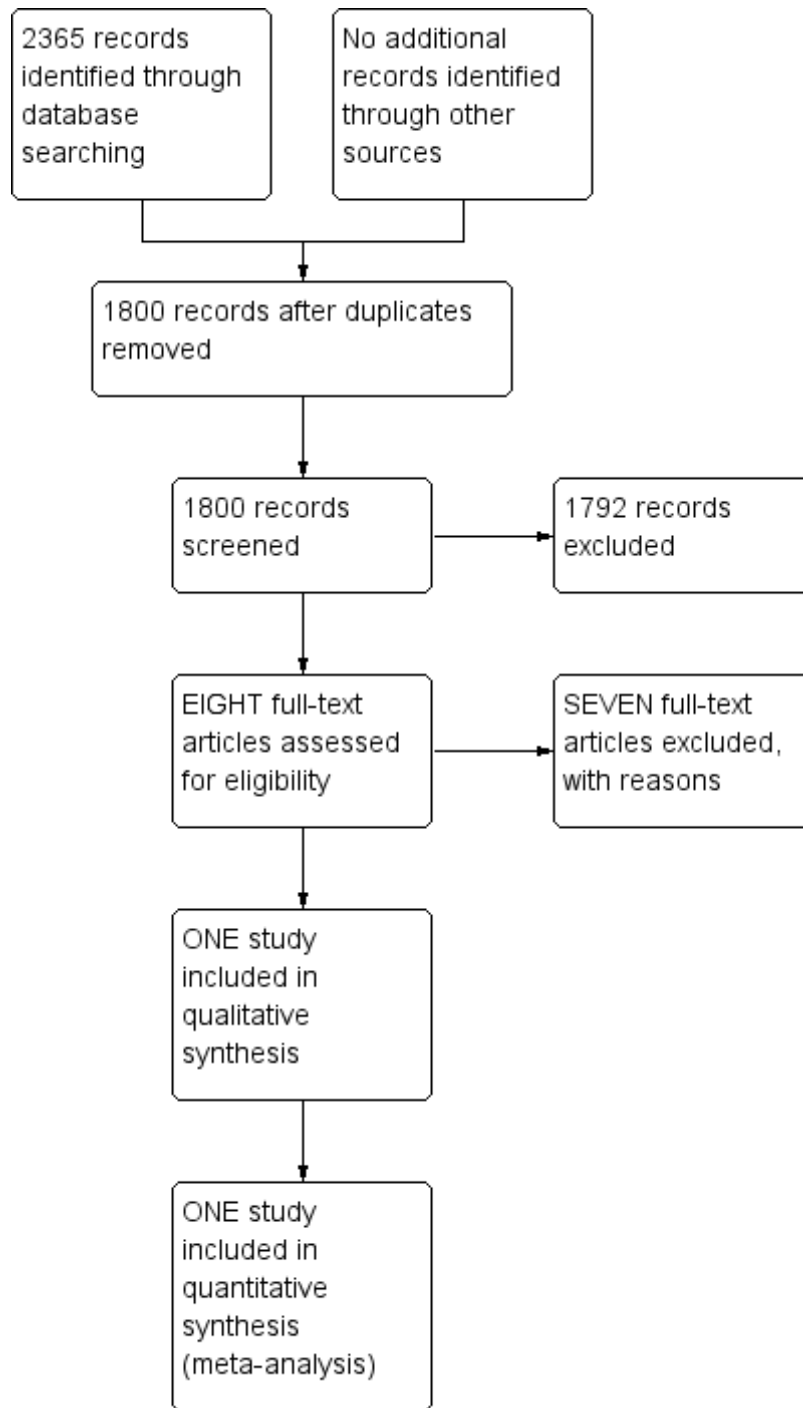 2365 records
identified through
database
searching
No additional
records identified
through other
sources
1800 records after duplicates
removed
1800 records
screened
1792 records
excluded
EIGHT full-text
articles assessed
for eligibility
SEVEN full-text
articles excluded,
with reasons
ONE study
included in
qualitative
synthesis
ONE study
included in
quantitative
synthesis
(meta-analysis)